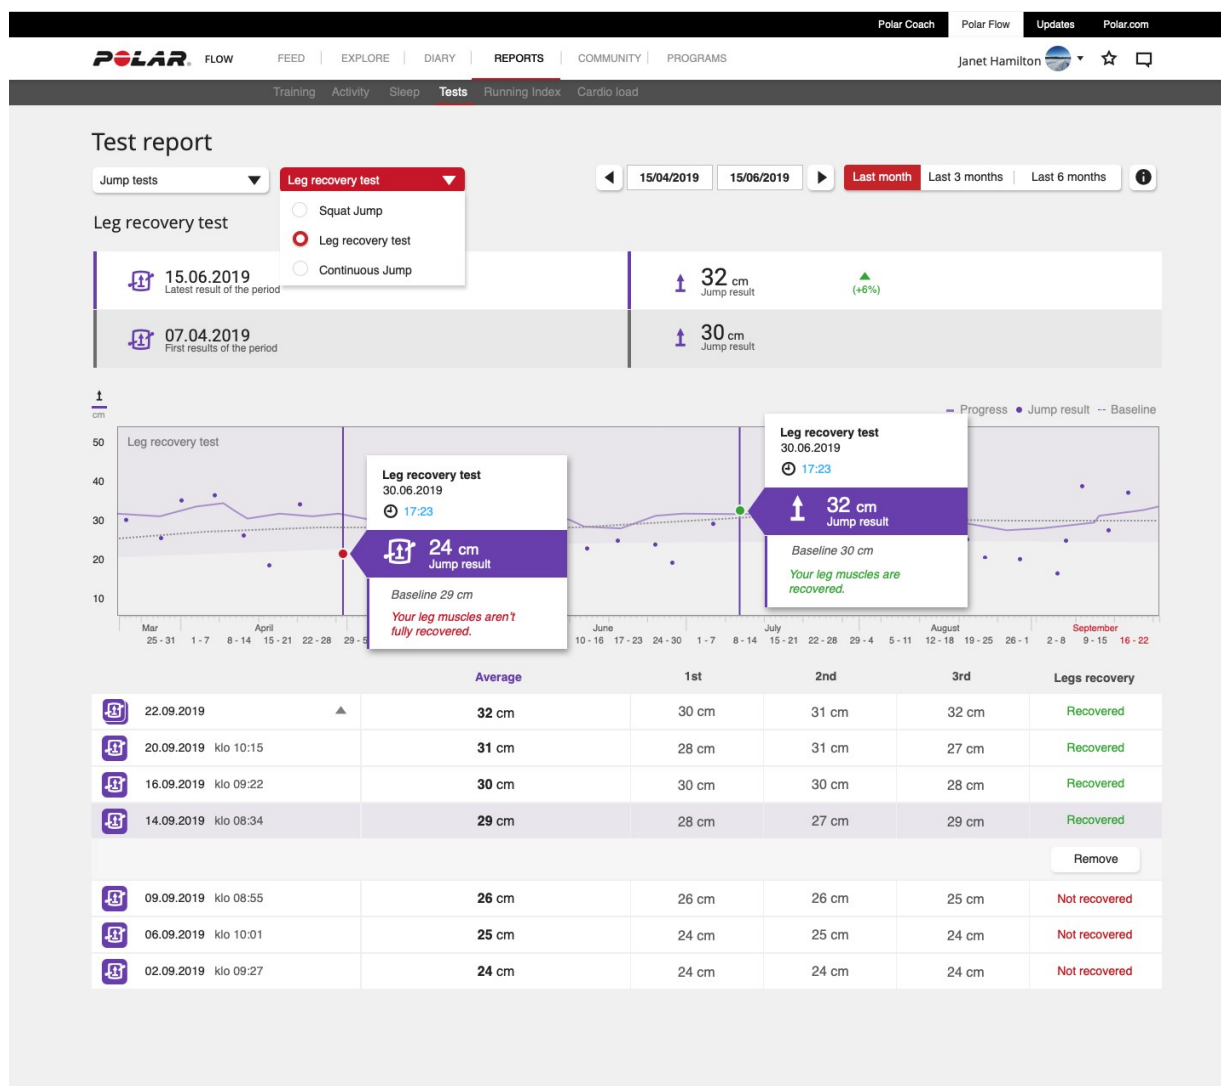 Polar Coach Polar Flow Updates Polar.com
POLAR. FLOW FEED EXPLORE DIARY REPORTS COMMUNITY PROGRAMS Janet Hamilton
Training Activity Sleep Tests Running Index Cardio load
Test report
Jump tests Leg recovery test 15/04/2019 15/06/2019 Last month Last 3 months Last 6 months i
Squat Jump
Leg recovery test
Leg recovery test
Continuous Jump
15.06.2019 32 cm
Latest result of the period Jump result (+6%)
07.04.2019 30 cm
First results of the period Jump result
cm
Progress Jump result Baseline
50 Leg recovery test
40
30
20
10
Leg recovery test
30.06.2019
17:23
24 cm
Jump result
Baseline 29 cm
Your leg muscles aren't
fully recovered.
Leg recovery test
30.06.2019
17:23
32 cm
Jump result
Baseline 30 cm
Your leg muscles are
recovered.
Mar April June July August September
25 - 31 1 - 7 8 - 14 15 - 21 22 - 28 29 - 5 10 - 16 17 - 23 24 - 30 1 - 7 8 - 14 15 - 21 22 - 28 29 - 4 5 - 11 12 - 18 19 - 25 26 - 1 2 - 8 9 - 15 16 - 22
Average 1st 2nd 3rd Legs recovery
22.09.2019 32 cm 30 cm 31 cm 32 cm Recovered
20.09.2019 klo 10:15 31 cm 28 cm 31 cm 27 cm Recovered
16.09.2019 klo 09:22 30 cm 30 cm 30 cm 28 cm Recovered
14.09.2019 klo 08:34 29 cm 28 cm 27 cm 29 cm Recovered
Remove
09.09.2019 klo 08:55 26 cm 26 cm 26 cm 25 cm Not recovered
06.09.2019 klo 10:01 25 cm 24 cm 25 cm 24 cm Not recovered
02.09.2019 klo 09:27 24 cm 24 cm 24 cm 24 cm Not recovered